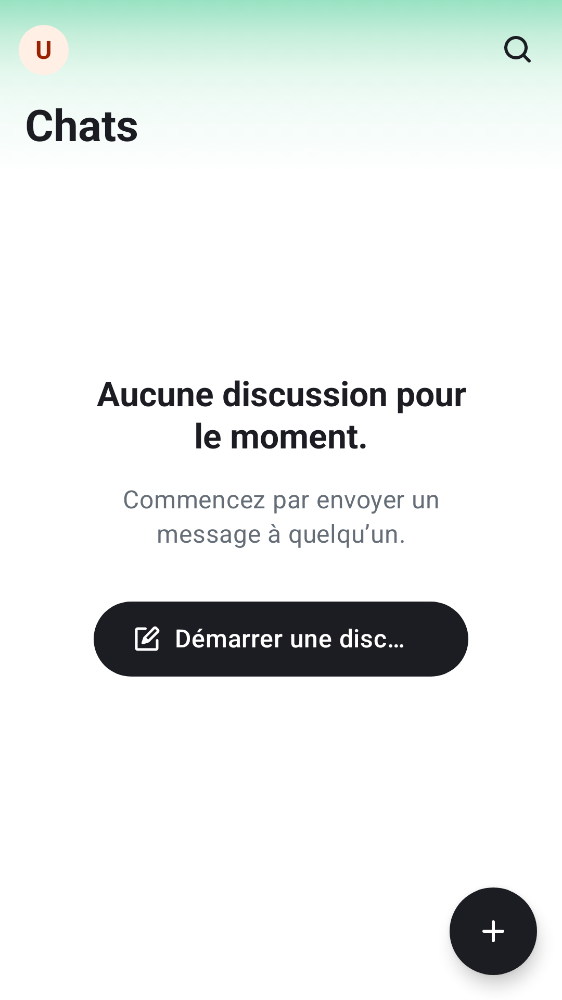 U
Chats
Aucune discussion pour
le moment.
Commencez par envoyer un
message à quelqu’un.
Démarrer une disc…